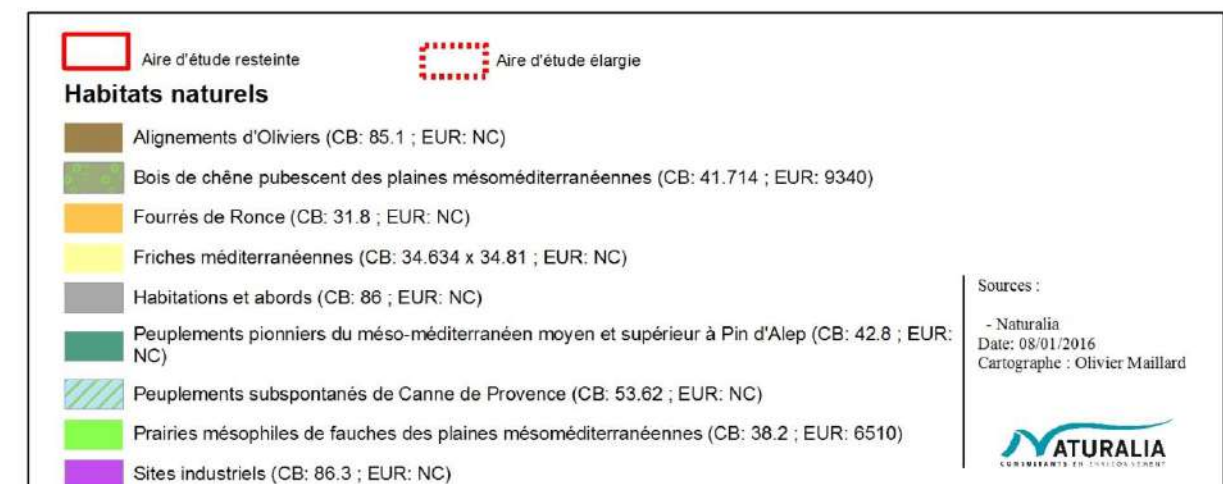 Aire d'étude resteinte
Aire d'étude élargie
Habitats naturels
Alignements d'Oliviers (CB: 85.1 ; EUR: NC)
Bois de chêne pubescent des plaines mésoméditerranéennes (CB: 41.714 ; EUR: 9340)
Fourrés de Ronce (CB: 31.8 ; EUR: NC)
Friches méditerranéennes (CB: 34.634 x 34.81 ; EUR: NC)
Habitations et abords (CB: 86 ; EUR: NC)
Peuplements pionniers du méso-méditerranéen moyen et supérieur à Pin d'Alep (CB: 42.8 ; EUR:
NC)
Peuplements subspontanés de Canne de Provence (CB: 53.62 ; EUR: NC)
Prairies mésophiles de fauches des plaines mésoméditerranéennes (CB: 38.2 ; EUR: 6510)
Sites industriels (CB: 86.3 ; EUR: NC)
Sources :
- Naturalia
Date: 08/01/2016
Cartographe : Olivier Maillard
NATURALIA
CONSULTANTS EN ENVIRONNEMENT